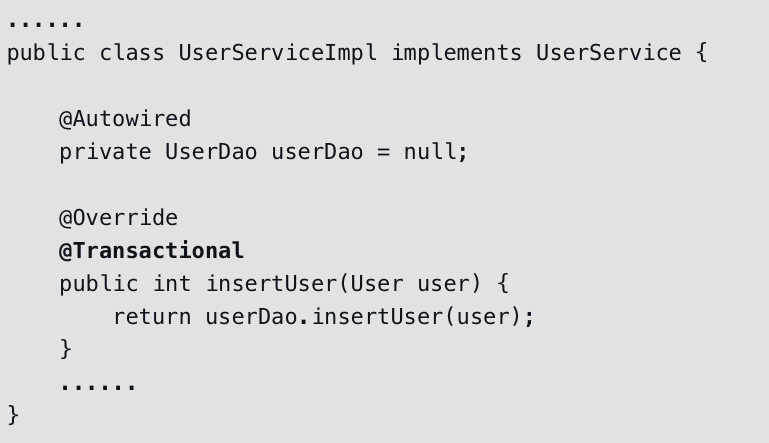 ......
public class UserServiceImpl implements UserService {
    @Autowired
    private UserDao userDao = null;
    @Override
    @Transactional
    public int insertUser(User user) {
        return userDao.insertUser(user);
    }
    ......
}